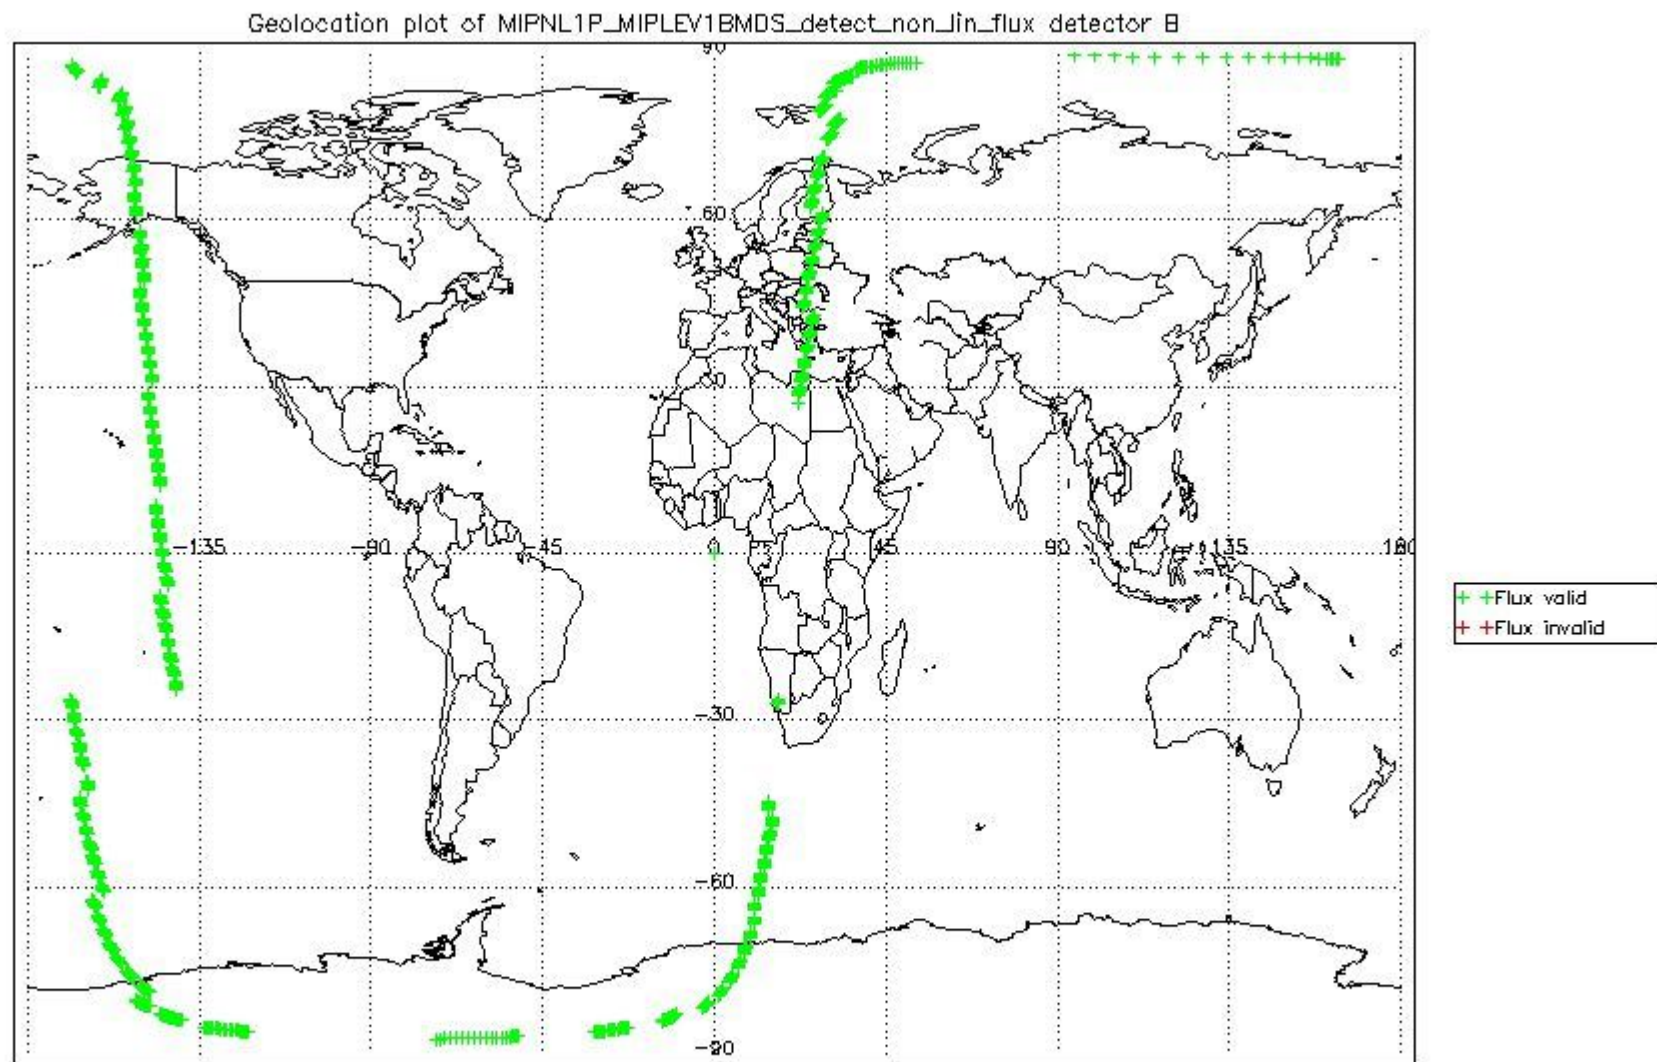 Geolocation plot of MIPNL1P_MIPLEV1BMDS_detect_non_lin_flux detector B
90
60
30
-135 -90 -45 0 45 90 135 180
-30
-60
-90
+ +Flux valid
+ +Flux invalid